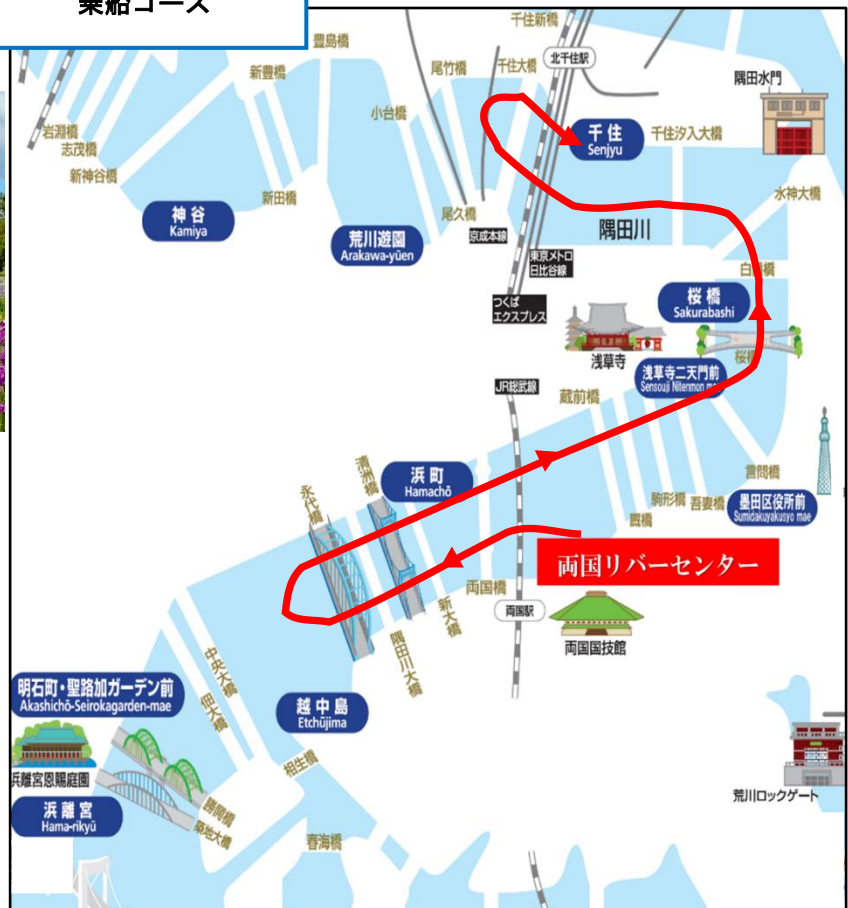 乗船コース
千住新橋
豊島橋
北千住駅
尾竹橋
千住大橋
新豊橋
隅田水門
小台橋
岩淵橋
志茂橋
千住
Senjyu
千住汐入大橋
新神谷橋
新田橋
水神大橋
神谷
Kamiya
尾久橋
荒川遊園
Arakawa-yūen
京成本線
隅田川
東京メトロ
日比谷線
つくば
エクスプレス
桜橋
Sakurabashi
浅草寺
桜橋
浅草寺二天門前
Sensouji Nitenmon
JR総武線
蔵前橋
清洲橋
浜町
Hamachō
永代橋
言問橋
駒形橋
吾妻橋
厩橋
墨田区役所前
Sumidakuyakusyo mae
両国リバーセンター
両国橋
新大橋
両国駅
両国国技館
隅田川大橋
中央大橋
佃大橋
明石町・聖路加ガーデン前
Akashichō-Seirokagarden-mae
越中島
Etchūjima
相生橋
浜離宮恩賜庭園
浜離宮
Hama-rikyū
勝鬨橋
築地大橋
春海橋
荒川ロックゲート